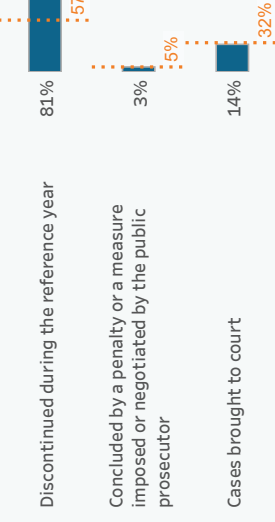 Discontinued during the reference year
81%
Concluded by a penalty or a measure
imposed or negotiated by the public
prosecutor
3%
5%
Cases brought to court
14%
32%